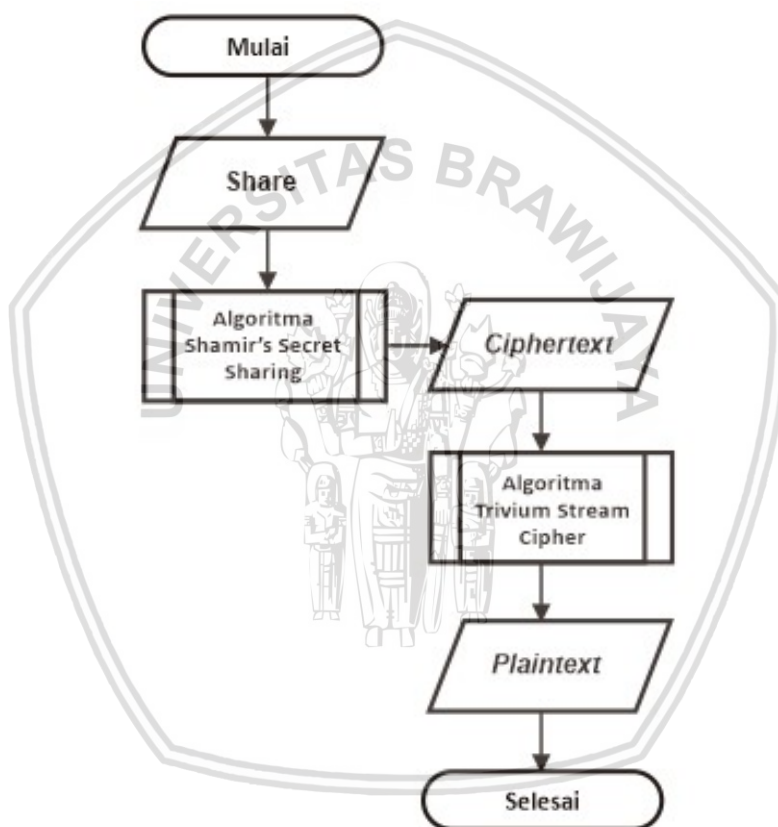 Mulai
UNIVERSITAS BRAWIJAYA
Share
Algoritma
Shamir's Secret
Sharing
Ciphertext
Algoritma
Trivium Stream
Cipher
Plaintext
Selesai